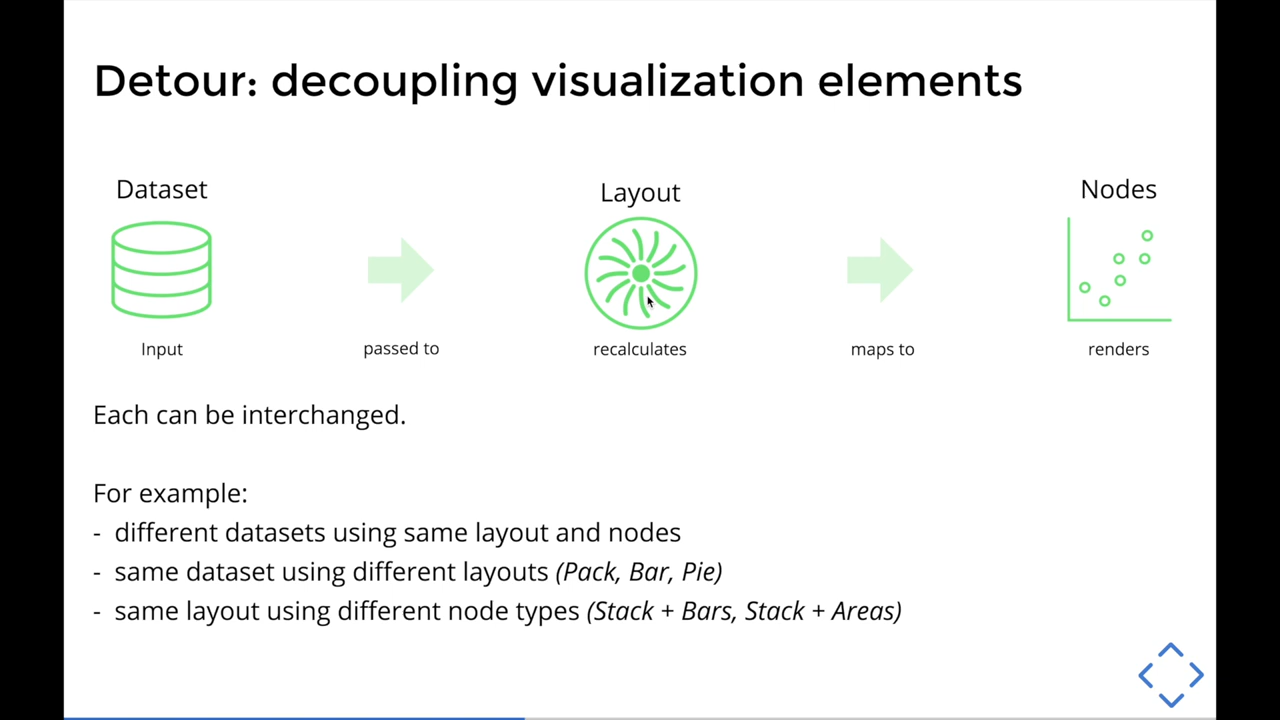 Detour: decoupling visualization elements
Dataset
Layout
Nodes
Input
passed to
recalculates
maps to
renders
Each can be interchanged.
For example:
- different datasets using same layout and nodes
- same dataset using different layouts (Pack, Bar, Pie)
- same layout using different node types (Stack + Bars, Stack + Areas)